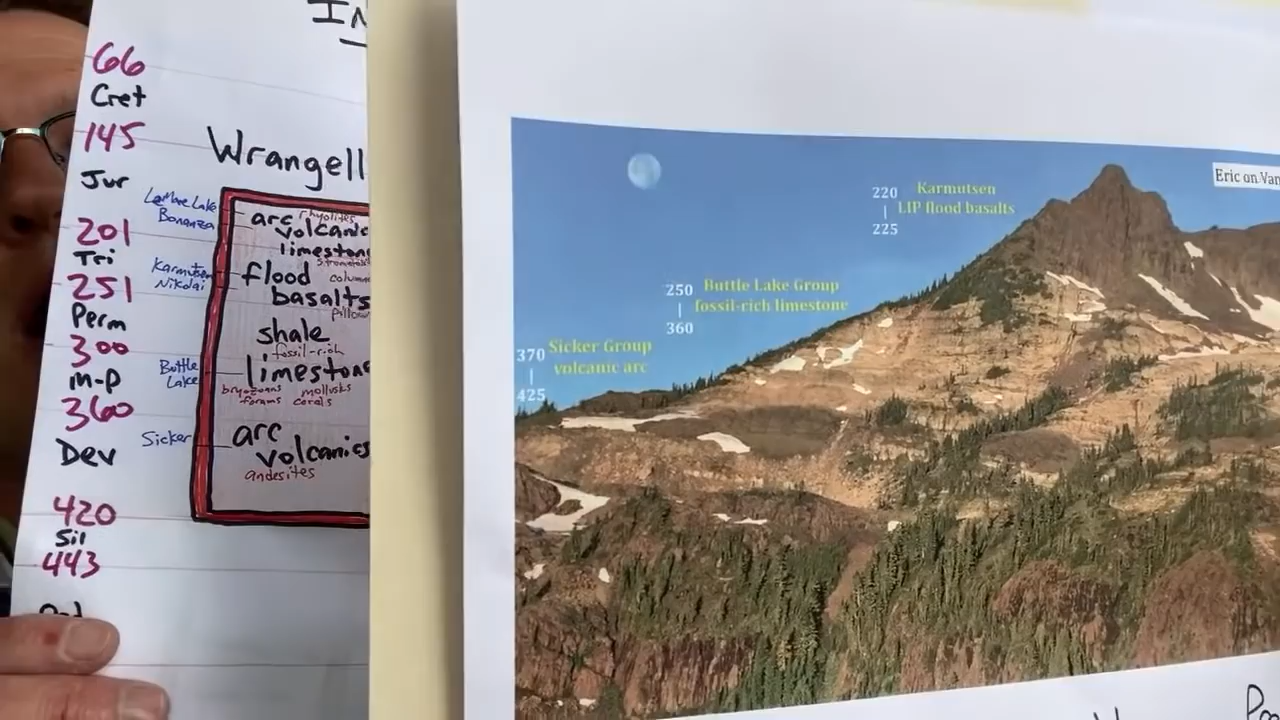 IN
66
Cret
145
Jur
201
Tri
251
Perm
300
M-P
360
Dev
420
Sil
443
Wrangell
LeMare Lake
Bonanza
Karmutsen
Nikolai
Buttle
Lake
Sicker
arc rhyolites
volcanic
limestone
flood
basalts
shale
fossil-rich
limestone
bryozoans mollusks
forams corals
arc
volcanics
andesites
Eric on Van
220 Karmutsen
| LIP flood basalts
225
250 Buttle Lake Group
| fossil-rich limestone
360
370 Sicker Group
| volcanic arc
425